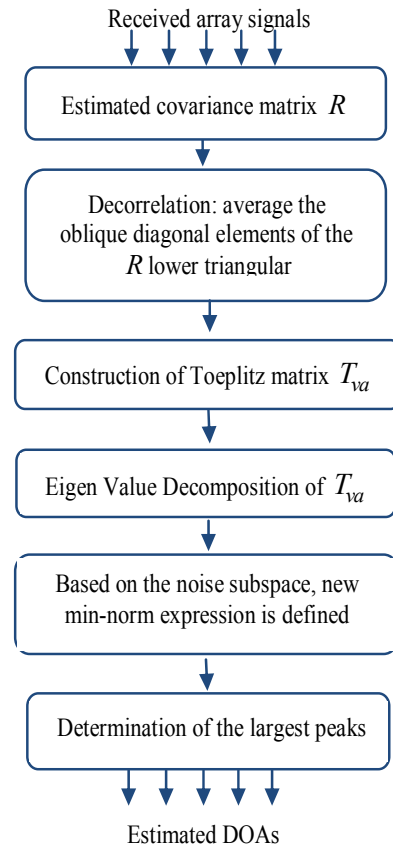 Received array signals
Estimated covariance matrix R
Decorrelation: average the
oblique diagonal elements of the
R lower triangular
Construction of Toeplitz matrix T_va
Eigen Value Decomposition of T_va
Based on the noise subspace, new
min-norm expression is defined
Determination of the largest peaks
Estimated DOAs